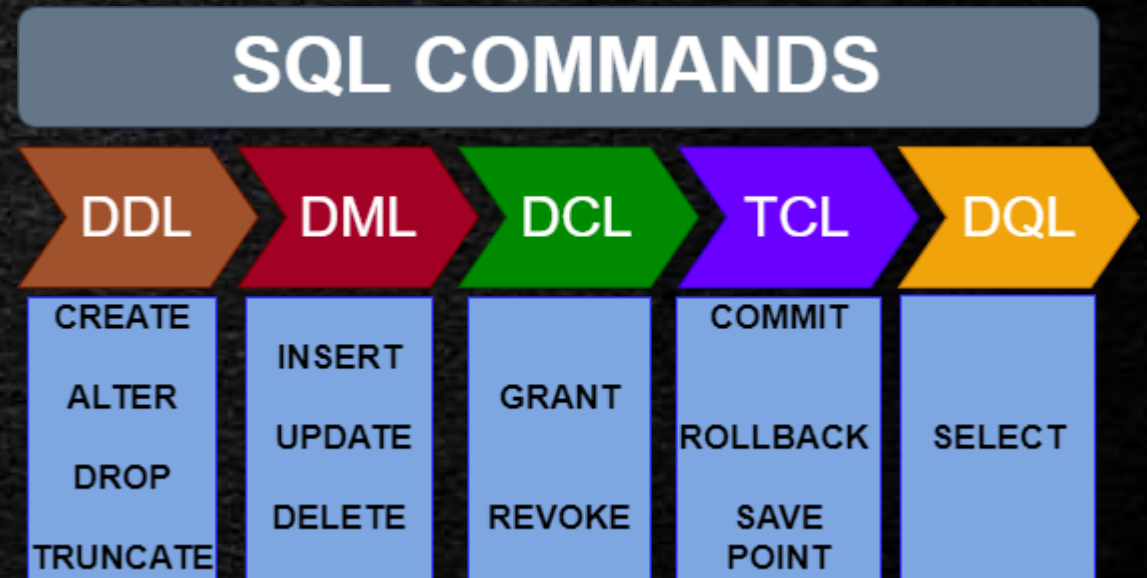 SQL COMMANDS
DDL
DML
DCL
TCL
DQL
CREATE
ALTER
DROP
TRUNCATE
INSERT
UPDATE
DELETE
GRANT
REVOKE
COMMIT
ROLLBACK
SAVE
POINT
SELECT